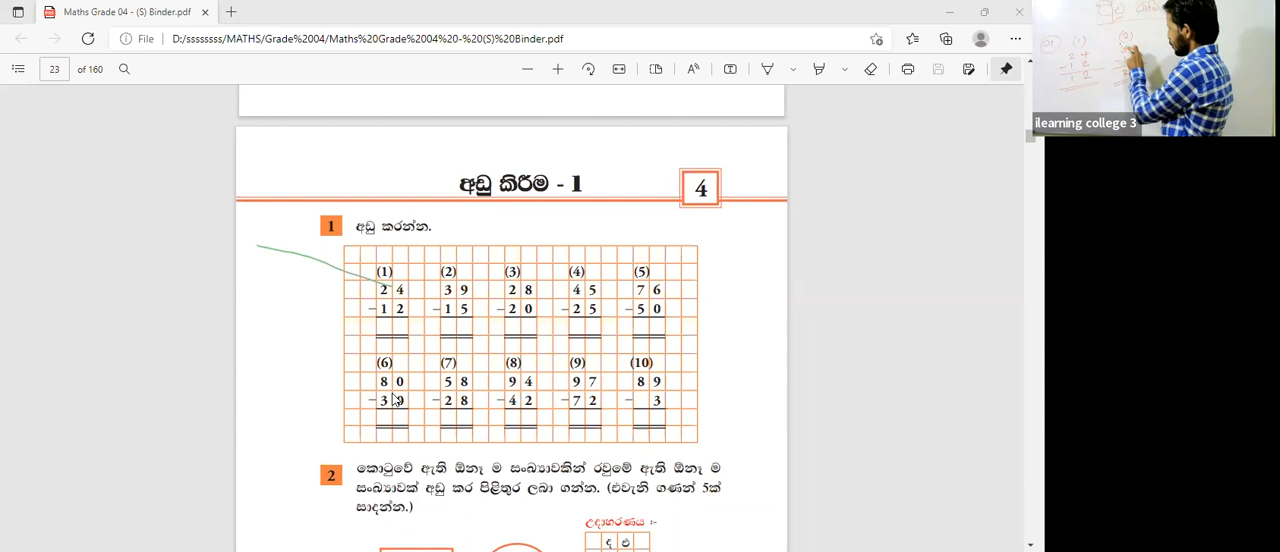 Maths Grade 04 - (S) Binder.pdf
File
D:/ssssssss/MATHS/Grade%2004/Maths%20Grade%2004%20-%20(S)%20Binder.pdf
23 of 160
ilearning college 3
අඩු කිරීම - 1
4
1 අඩු කරන්න.
(1) (2) (3) (4) (5)
2 4 3 9 2 8 4 5 7 6
- 1 2 - 1 5 - 2 0 - 2 5 - 5 0
(6) (7) (8) (9) (10)
8 0 5 8 9 4 9 7 8 9
- 3 0 - 2 8 - 4 2 - 7 2 - 3
2 කොටුවේ ඇති ඕනෑ ම සංඛ්‍යාවකින් රවුමේ ඇති ඕනෑ ම
සංඛ්‍යාවක් අඩු කර පිළිතුර ලබා ගන්න. (එවැනි ගණන් 5ක්
සාදන්න.)
උදාහරණය :-
ද එ